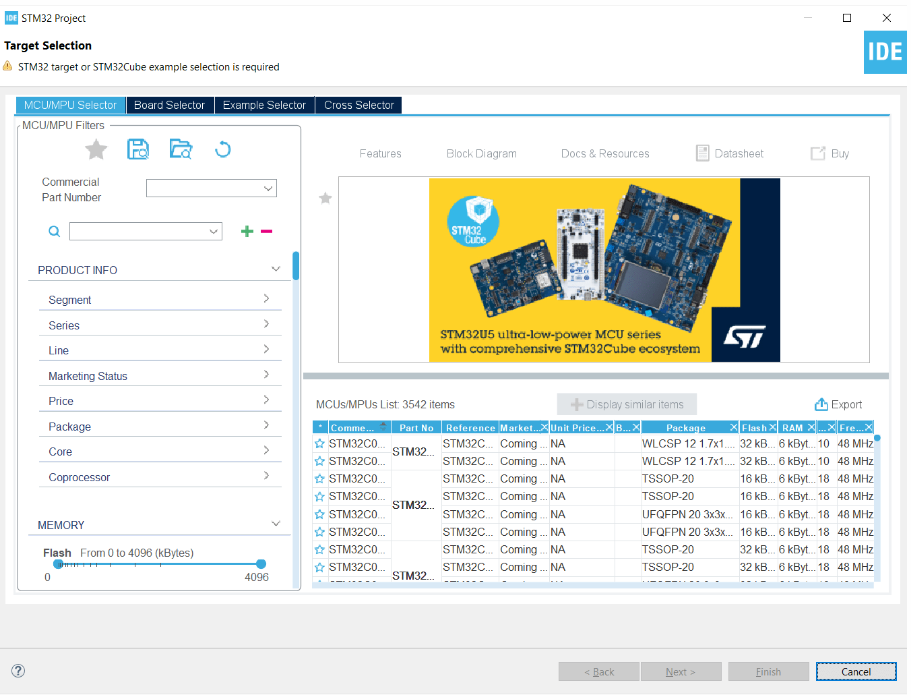 IDE STM32 Project
Target Selection
STM32 target or STM32Cube example selection is required
IDE
MCU/MPU Selector Board Selector Example Selector Cross Selector
MCU/MPU Filters
Commercial
Part Number
PRODUCT INFO
Segment
Series
Line
Marketing Status
Price
Package
Core
Coprocessor
MEMORY
Flash From 0 to 4096 (kBytes)
0 4096
Features Block Diagram Docs & Resources Datasheet Buy
STM32
Cube
STM32U5 ultra-low-power MCU series
with comprehensive STM32Cube ecosystem
ST
MCUs/MPUs List: 3542 items Display similar items Export
* Comme... Part No Reference Market...X Unit Price...X B...X Package X Flash X RAM X ...X Fre...X
STM32C0... STM32C... Coming ... NA WLCSP 12 1.7x1.... 32 kB... 6 kByt... 10 48 MHz
STM32...
STM32C0... STM32C... Coming ... NA WLCSP 12 1.7x1.... 32 kB... 6 kByt... 10 48 MHz
STM32C0... STM32C... Coming ... NA TSSOP-20 16 kB... 6 kByt... 18 48 MHz
STM32C0... STM32C... Coming ... NA TSSOP-20 16 kB... 6 kByt... 18 48 MHz
STM32...
STM32C0... STM32C... Coming ... NA UFQFPN 20 3x3x... 16 kB... 6 kByt... 18 48 MHz
STM32C0... STM32C... Coming ... NA UFQFPN 20 3x3x... 16 kB... 6 kByt... 18 48 MHz
STM32C0... STM32C... Coming ... NA TSSOP-20 32 kB... 6 kByt... 18 48 MHz
STM32C0... STM32C... Coming ... NA TSSOP-20 32 kB... 6 kByt... 18 48 MHz
STM32...
? < Back Next > Finish Cancel